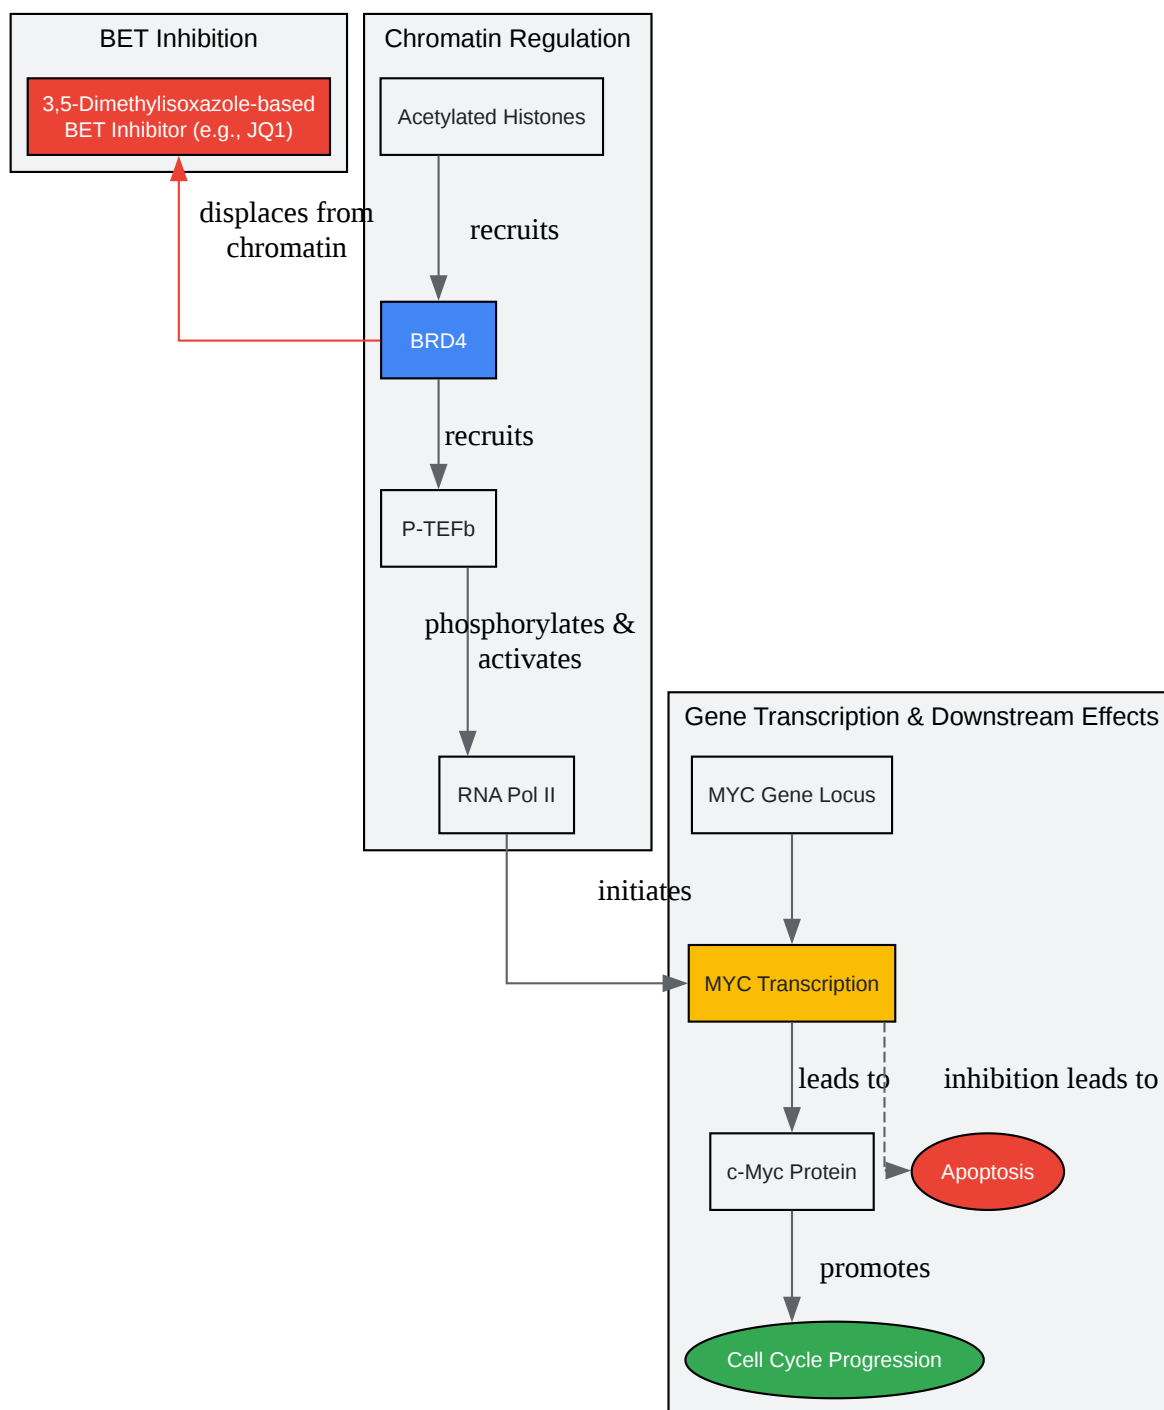 BET Inhibition
3,5-Dimethylisoxazole-based
BET Inhibitor (e.g., JQ1)
displaces from
chromatin
Chromatin Regulation
Acetylated Histones
recruits
BRD4
recruits
P-TEFb
phosphorylates &
activates
RNA Pol II
initiates
Gene Transcription & Downstream Effects
MYC Gene Locus
MYC Transcription
leads to
inhibition leads to
c-Myc Protein
Apoptosis
promotes
Cell Cycle Progression